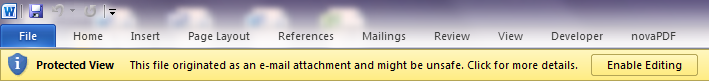 W
File Home Insert Page Layout References Mailings Review View Developer novaPDF
Protected View This file originated as an e-mail attachment and might be unsafe. Click for more details. Enable Editing